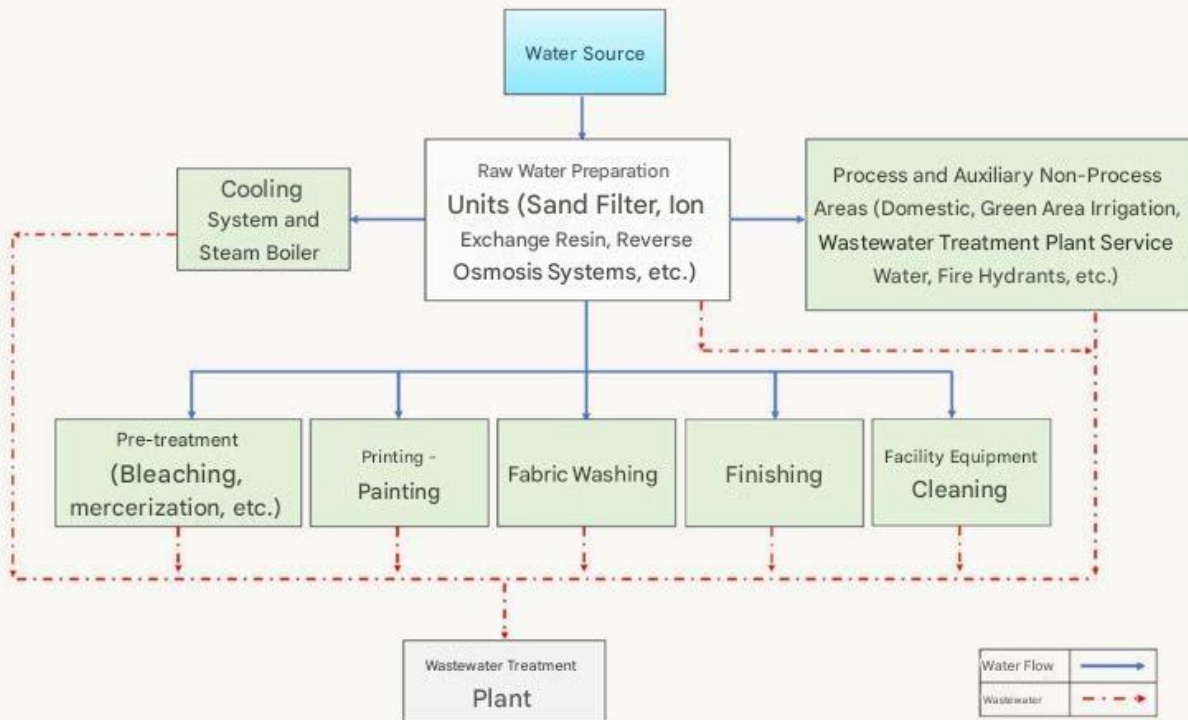 Water Source
Raw Water Preparation
Units (Sand Filter, Ion
Exchange Resin, Reverse
Osmosis Systems, etc.)
Cooling
System and
Steam Boiler
Process and Auxiliary Non-Process
Areas (Domestic, Green Area Irrigation,
Wastewater Treatment Plant Service
Water, Fire Hydrants, etc.)
Pre-treatment
(Bleaching,
mercerization, etc.)
Printing -
Painting
Fabric Washing
Finishing
Facility Equipment
Cleaning
Wastewater Treatment
Plant
Water Flow
Wastewater